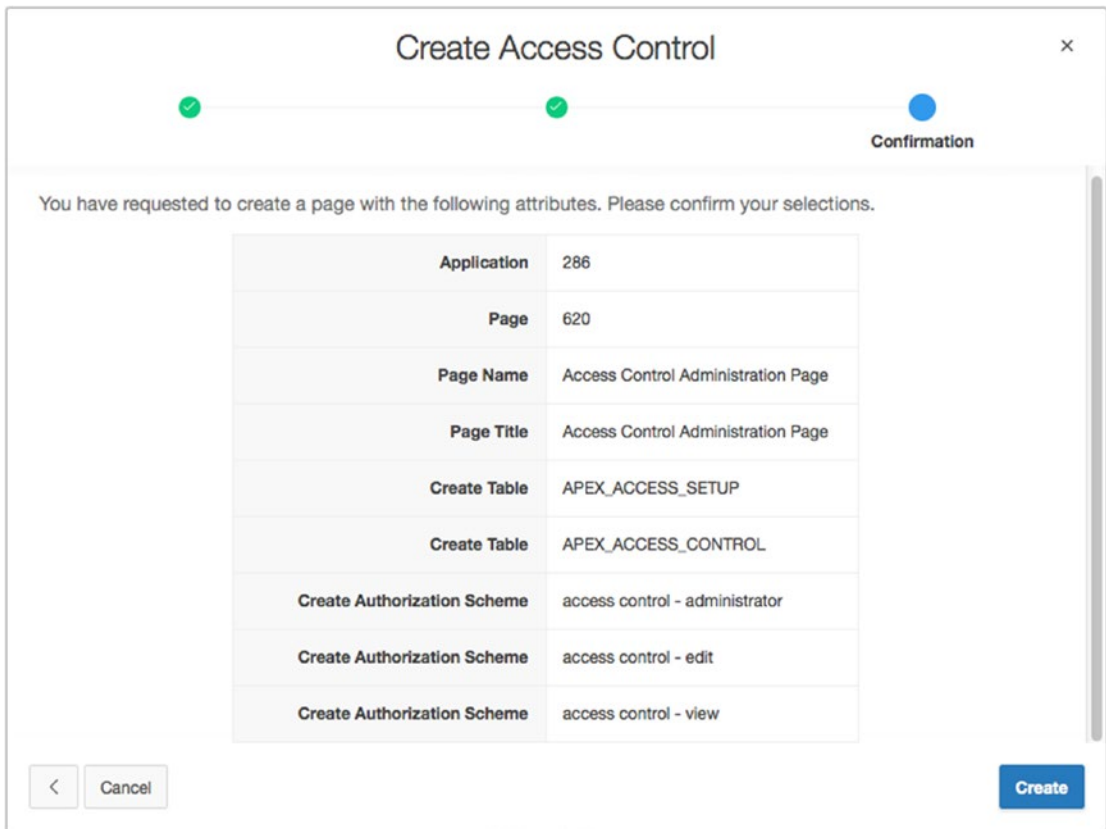 Create Access Control
Confirmation
You have requested to create a page with the following attributes. Please confirm your selections.
Application 286
Page 620
Page Name Access Control Administration Page
Page Title Access Control Administration Page
Create Table APEX_ACCESS_SETUP
Create Table APEX_ACCESS_CONTROL
Create Authorization Scheme access control - administrator
Create Authorization Scheme access control - edit
Create Authorization Scheme access control - view
Cancel Create